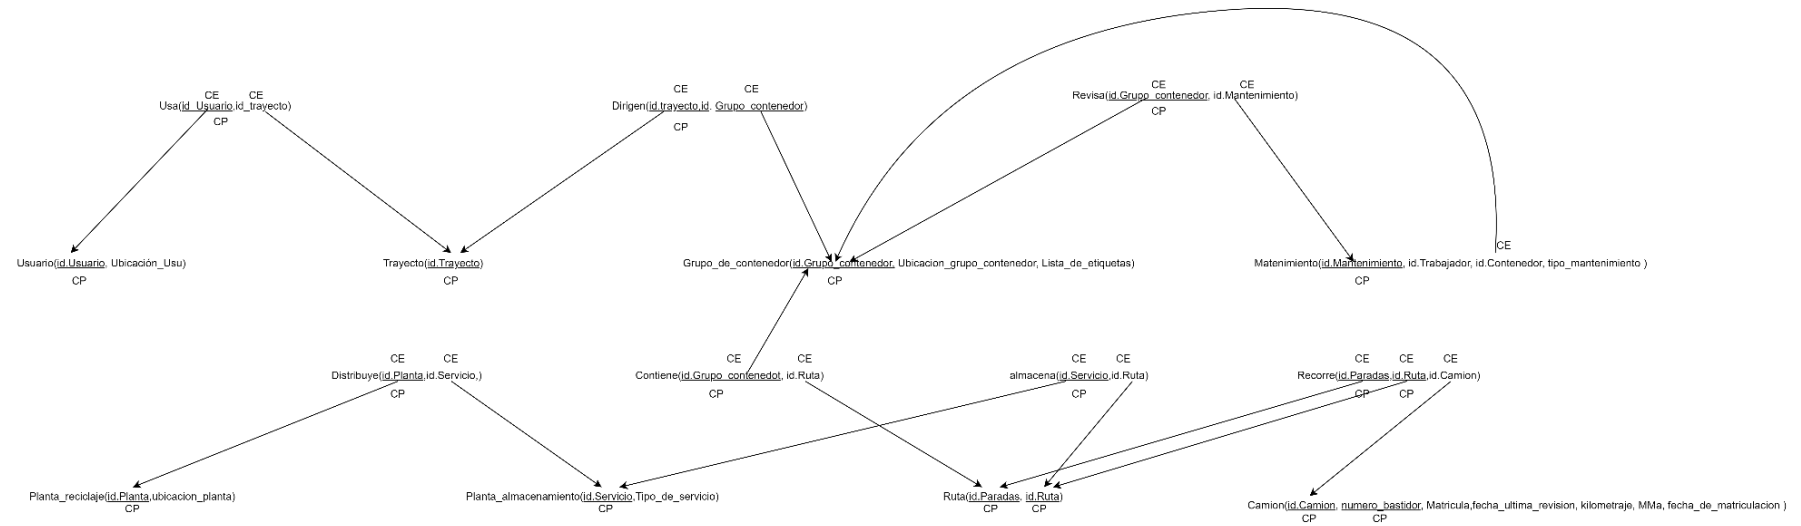 CE CE
Usa(id_Usuario,id_trayecto)
CP
CE CE
Dirigen(id.trayecto,id. Grupo_contenedor)
CP
CE CE
Revisa(id.Grupo_contenedor, id.Mantenimiento)
CP
Usuario(id.Usuario, Ubicación_Usu)
CP
Trayecto(id.Trayecto)
CP
Grupo_de_contenedor(id.Grupo_contenedor, Ubicacion_grupo_contenedor, Lista_de_etiquetas)
CP
CE
Matenimiento(id.Mantenimiento, id.Trabajador, id.Contenedor, tipo_mantenimiento )
CP
CE CE
Distribuye(id.Planta,id.Servicio,)
CP
CE CE
Contiene(id.Grupo_contenedot, id.Ruta)
CP
CE CE
almacena(id.Servicio,id.Ruta)
CP
CE CE CE
Recorre(id.Paradas,id.Ruta,id.Camion)
CP CP
Planta_reciclaje(id.Planta,ubicacion_planta)
CP
Planta_almacenamiento(id.Servicio,Tipo_de_servicio)
CP
Ruta(id.Paradas, id.Ruta)
CP CP
Camion(id.Camion, numero_bastidor, Matricula,fecha_ultima_revision, kilometraje, MMa, fecha_de_matriculacion )
CP CP